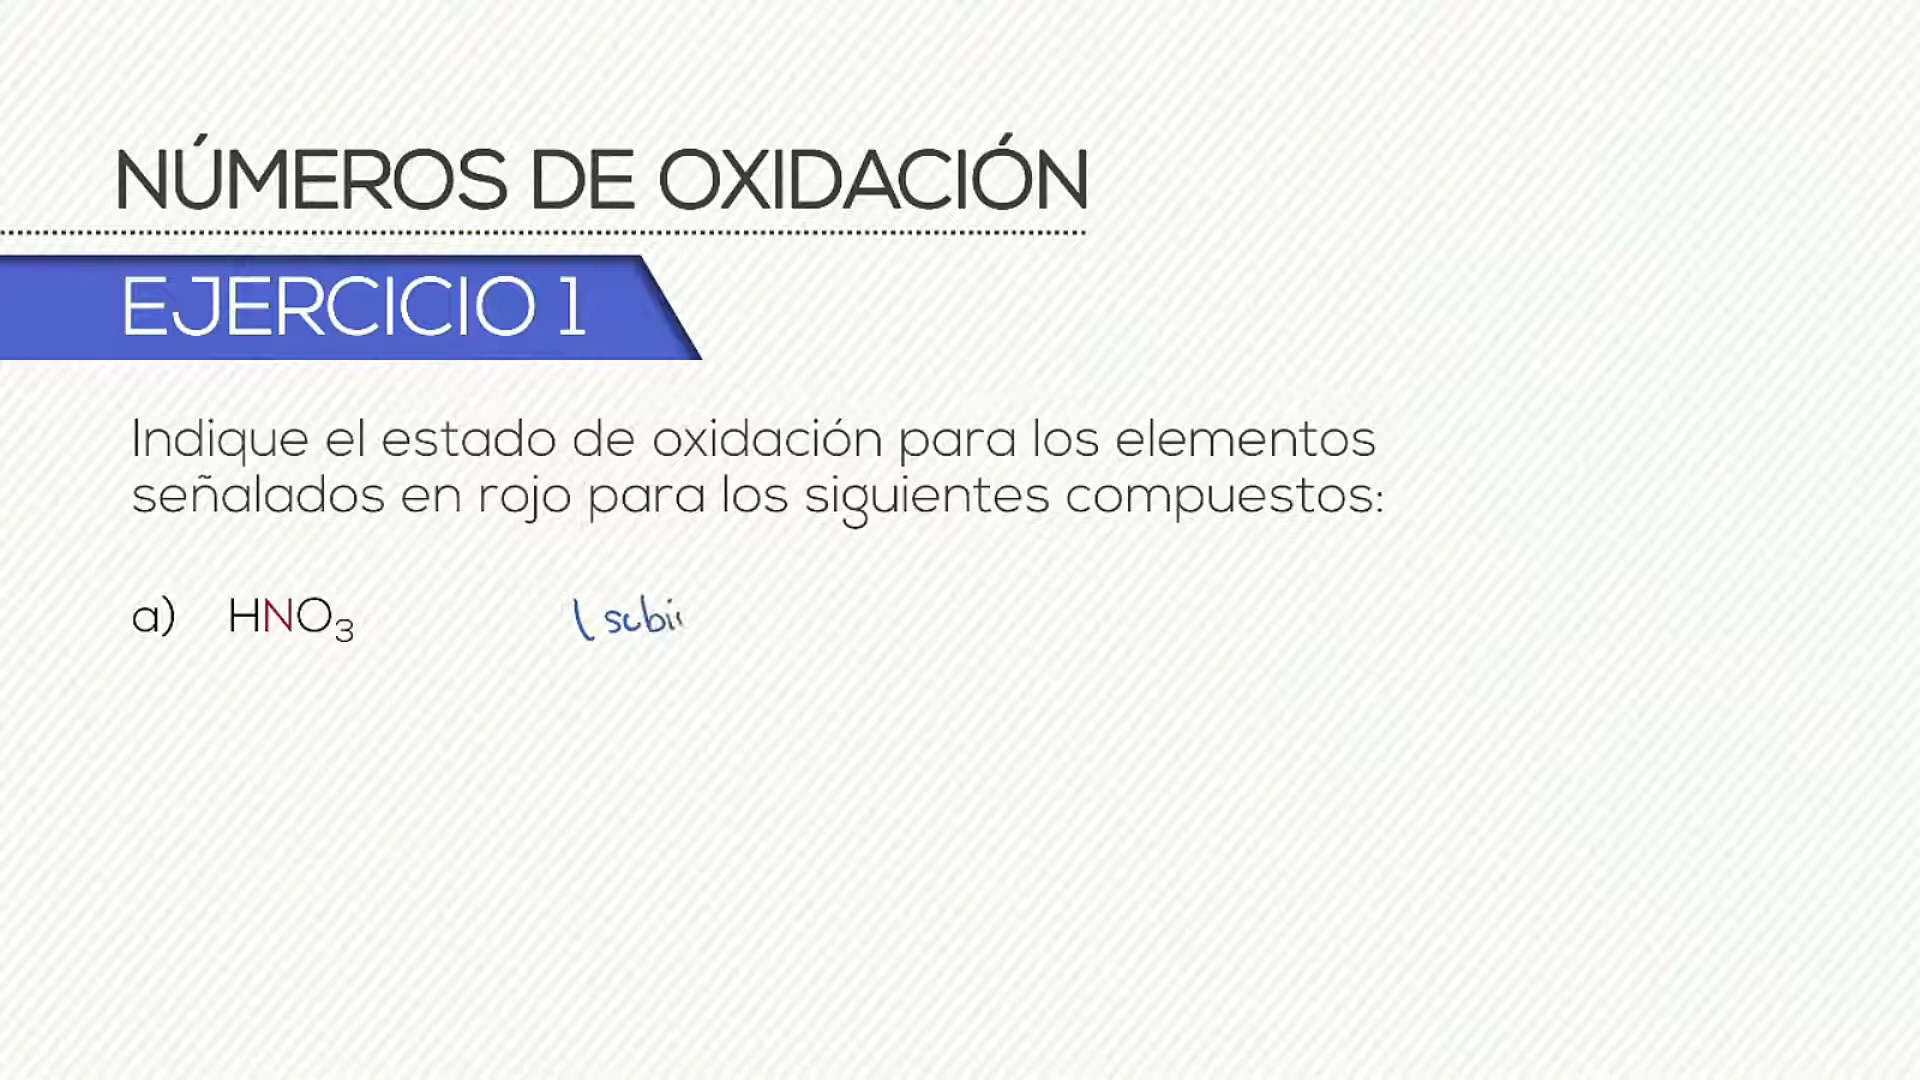 NÚMEROS DE OXIDACIÓN
EJERCICIO 1
Indique el estado de oxidación para los elementos
señalados en rojo para los siguientes compuestos:
a) HNO₃